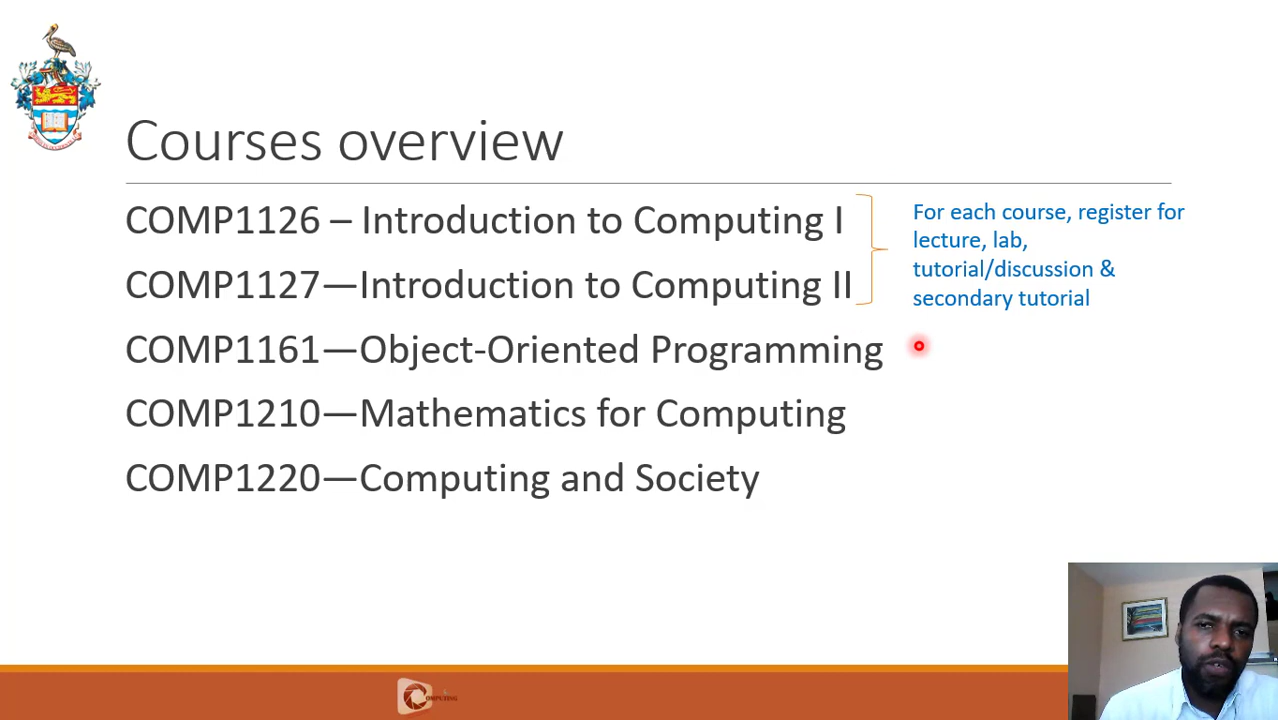 Courses overview
COMP1126 – Introduction to Computing I
COMP1127—Introduction to Computing II
COMP1161—Object-Oriented Programming
COMP1210—Mathematics for Computing
COMP1220—Computing and Society
For each course, register for
lecture, lab,
tutorial/discussion &
secondary tutorial
COMPUTING